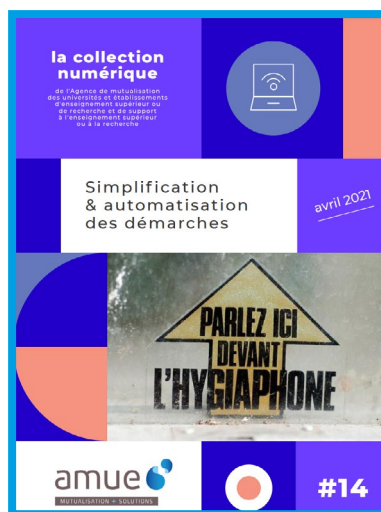 la collection
numérique
de l'Agence de mutualisation
des universités et établissements
d'enseignement supérieur ou
de recherche et de support
à l'enseignement supérieur
ou à la recherche
Simplification
& automatisation
des démarches
avril 2021
PARLEZ ICI
DEVANT
L'HYGIAPHONE
amue
MUTUALISATION + SOLUTIONS
#14